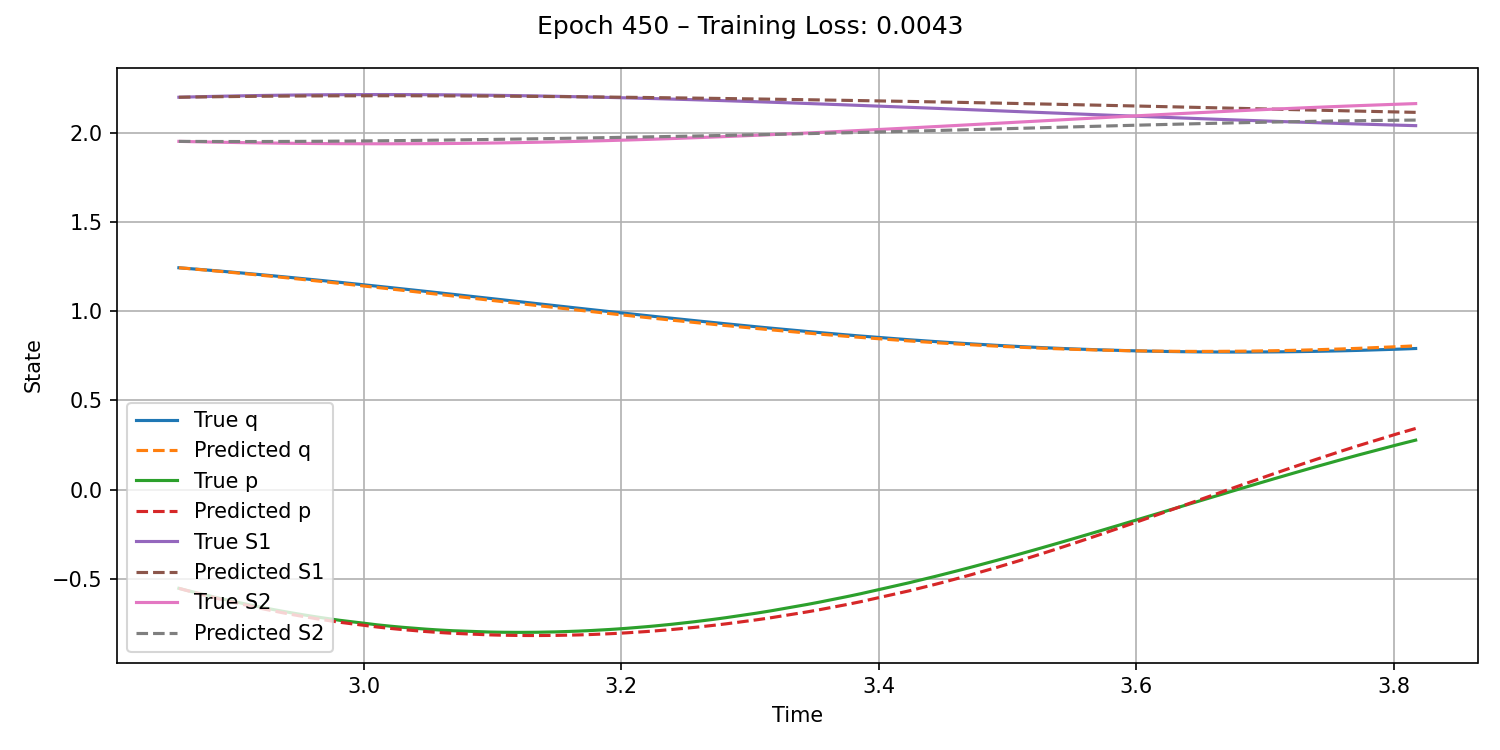 Epoch 450 – Training Loss: 0.0043
2.0
1.5
1.0
0.5
0.0
−0.5
State
True q
Predicted q
True p
Predicted p
True S1
Predicted S1
True S2
Predicted S2
3.0 3.2 3.4 3.6 3.8
Time